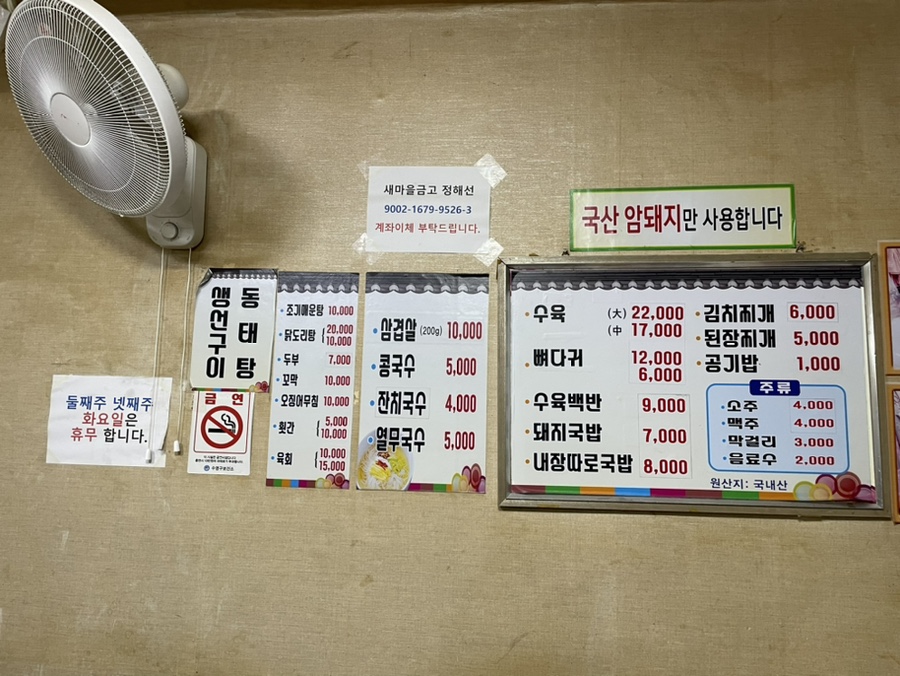 새마을금고 정해선
9002-1679-9526-3
계좌이체 부탁드립니다.
국산 암돼지만 사용합니다
둘째주 넷째주
화요일은
휴무 합니다.
생선구이
동태탕
금연
수영구보건소
조기매운탕 10,000
닭도리탕 20,000
10,000
두부 7,000
꼬막 10,000
오징어무침 10,000
횟간 5,000
10,000
육회 10,000
15,000
삼겹살 (200g) 10,000
콩국수 5,000
잔치국수 4,000
열무국수 5,000
수육 (大) 22,000
(中) 17,000
뼈다귀 12,000
6,000
수육백반 9,000
돼지국밥 7,000
내장따로국밥 8,000
김치찌개 6,000
된장찌개 5,000
공기밥 1,000
주류
소주 4.000
맥주 4.000
막걸리 3.000
음료수 2.000
원산지: 국내산